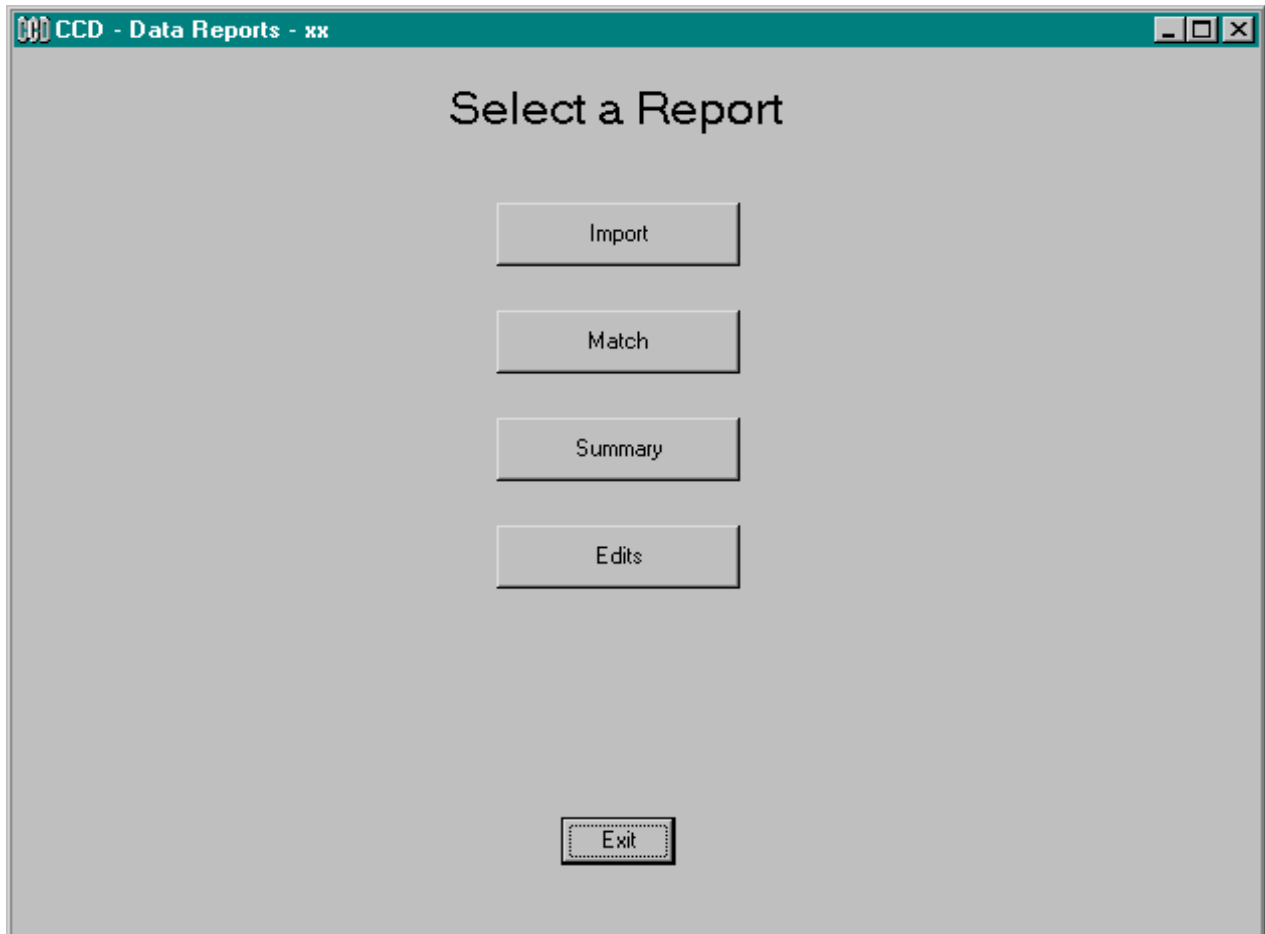 CCD - Data Reports - xx
Select a Report
Import
Match
Summary
Edits
Exit